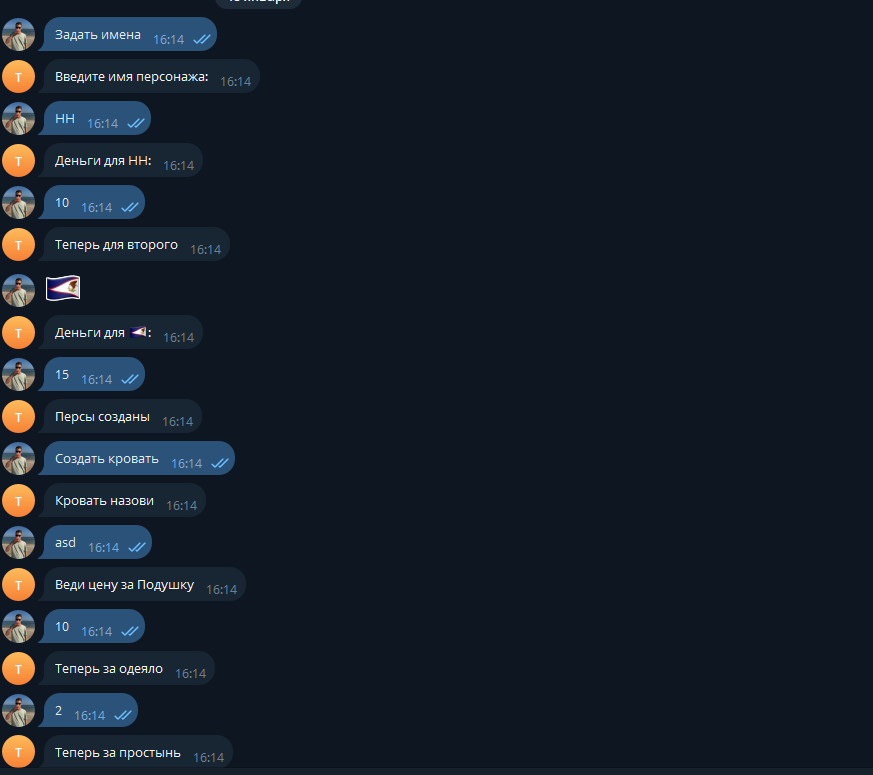 Задать имена 16:14
Введите имя персонажа: 16:14
НН 16:14
Деньги для НН: 16:14
10 16:14
Теперь для второго 16:14
🇦🇸
Деньги для 🇦🇸: 16:14
15 16:14
Персы созданы 16:14
Создать кровать 16:14
Кровать назови 16:14
asd 16:14
Веди цену за Подушку 16:14
10 16:14
Теперь за одеяло 16:14
2 16:14
Теперь за простынь 16:14